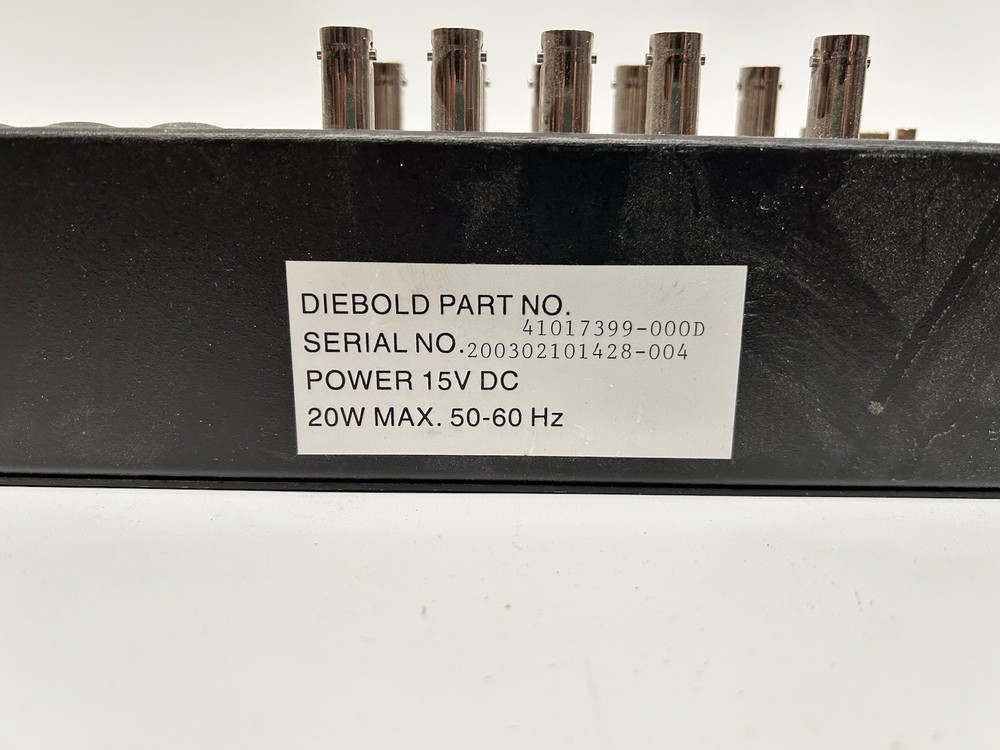 DIEBOLD PART NO.
41017399-000D
SERIAL NO. 200302101428-004
POWER 15V DC
20W MAX. 50-60 Hz